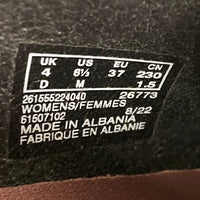 UK US EU CN
4 6½ 37 230
D M 1.5
261555224040 26773
WOMENS/FEMMES
61507102 8/22
MADE IN ALBANIA
FABRIQUE EN ALBANIE